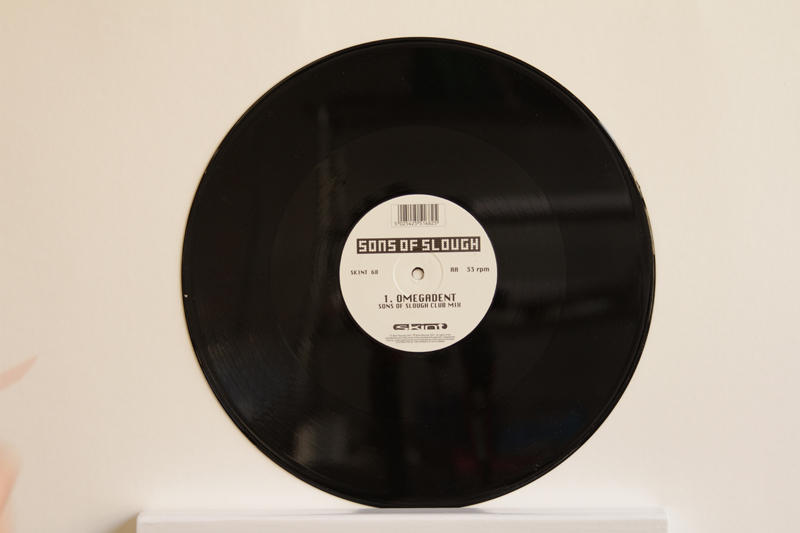 SONS OF SLOUGH
SKINT 68 AA 33 rpm
1. OMEGADENT
SONS OF SLOUGH CLUB MIX
skint